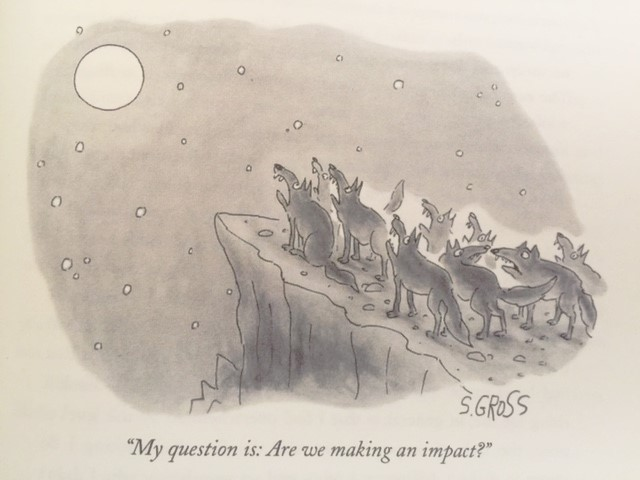 S.GROSS
"My question is: Are we making an impact?"